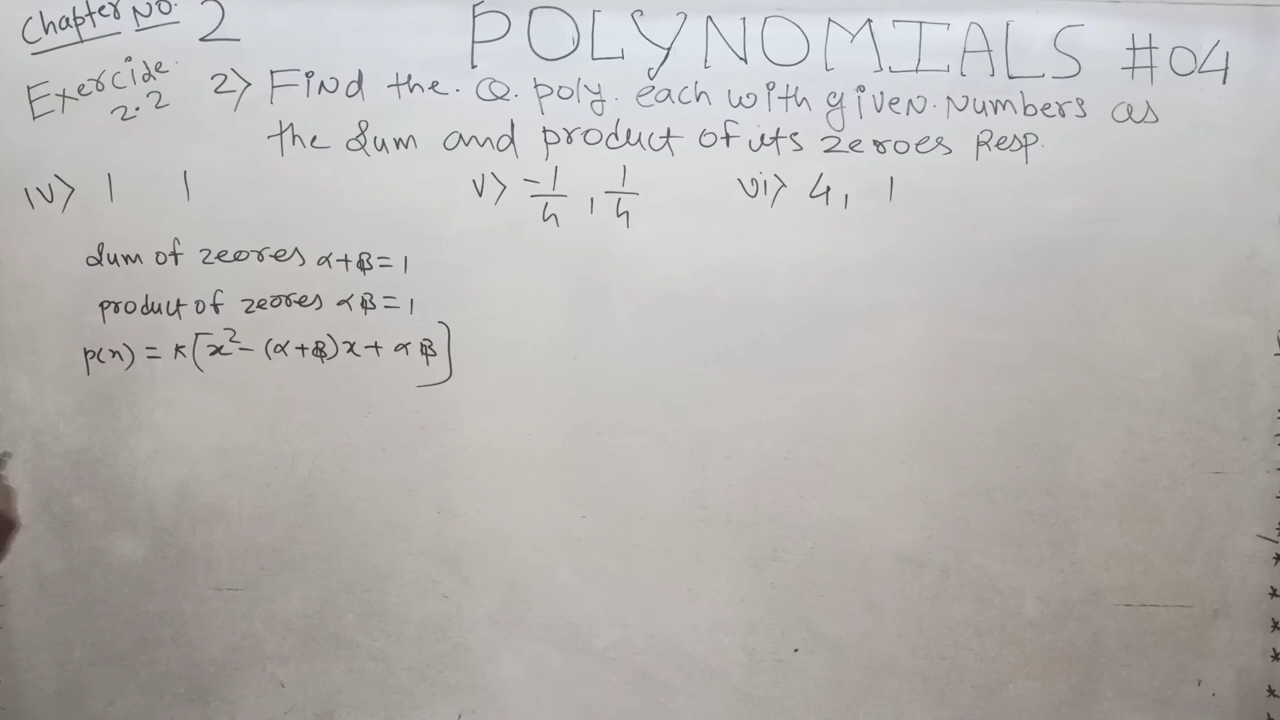 Chapter No. 2
POLYNOMIALS #04
Exercide 2.2
2) Find the. Q. poly. each with given. Numbers as
the Sum and product of its zeroes Resp.
iv) 1 1
v) -1/4, 1/4
vi) 4, 1
Sum of zeores α+β=1
product of zeores αβ=1
p(x) = k[x²-(α+β)x+αβ]